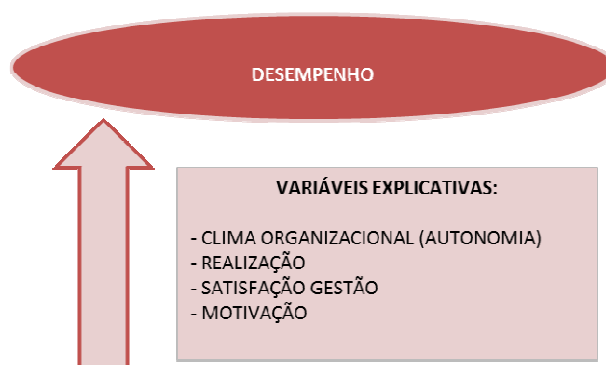 DESEMPENHO
VARIÁVEIS EXPLICATIVAS:
- CLIMA ORGANIZACIONAL (AUTONOMIA)
- REALIZAÇÃO
- SATISFAÇÃO GESTÃO
- MOTIVAÇÃO